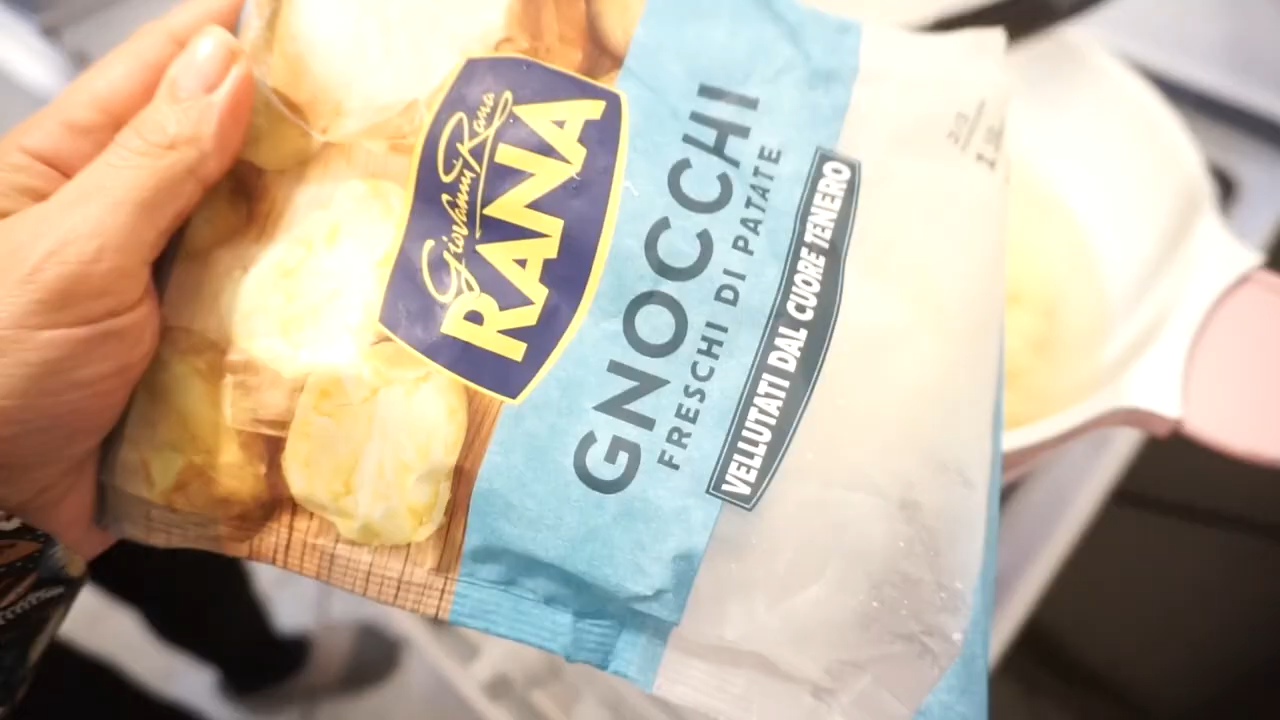 Giovanni Rana
RANA
GNOCCHI
FRESCHI DI PATATE
VELLUTATI DAL CUORE TENERO